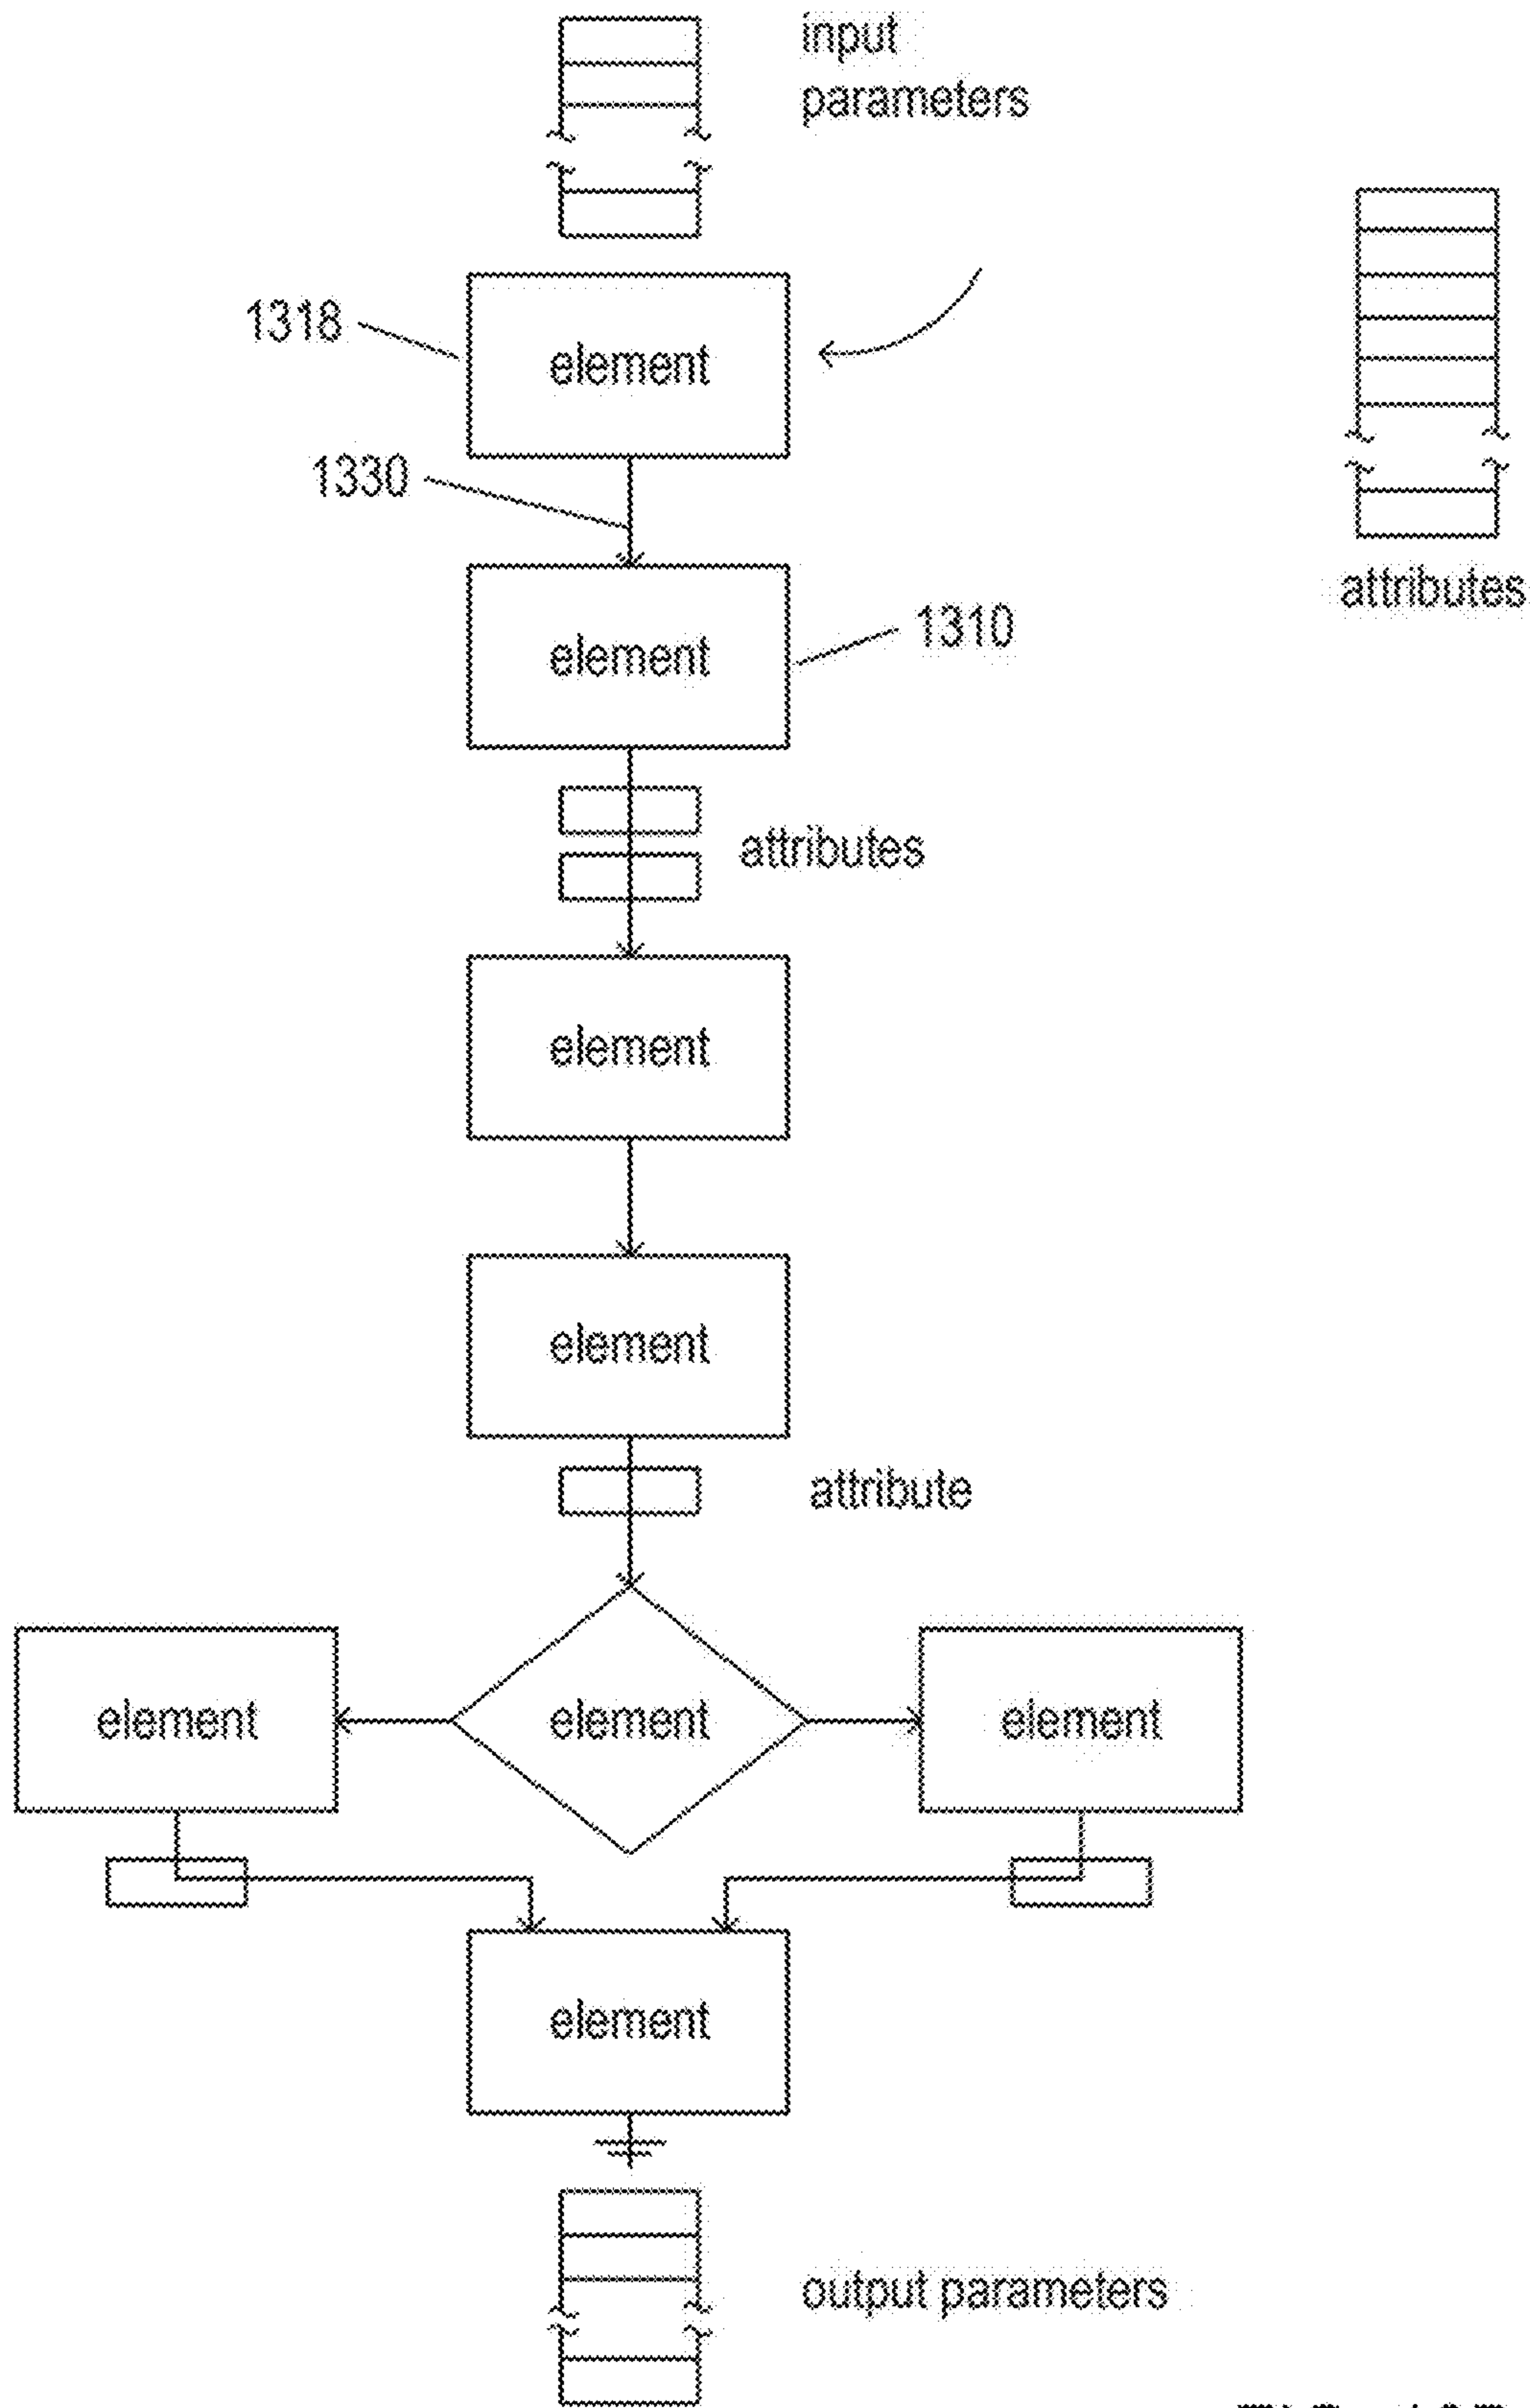 input
parameters
1318
element
1330
attributes
element
1310
attributes
element
element
attribute
element
element
element
element
output parameters